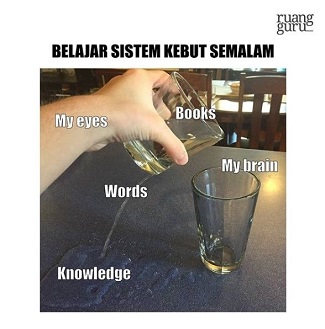 ruang
guru
BELAJAR SISTEM KEBUT SEMALAM
My eyes
Books
My brain
Words
Knowledge